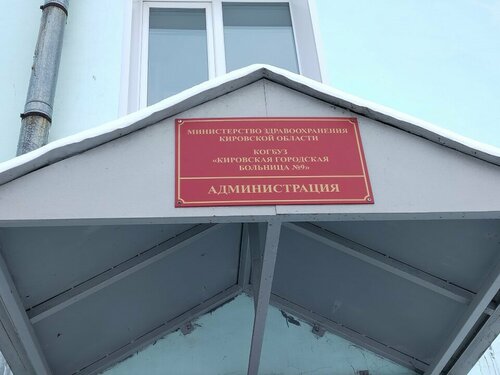 МИНИСТЕРСТВО ЗДРАВООХРАНЕНИЯ
КИРОВСКОЙ ОБЛАСТИ
КОГБУЗ
«КИРОВСКАЯ ГОРОДСКАЯ
БОЛЬНИЦА №9»
АДМИНИСТРАЦИЯ